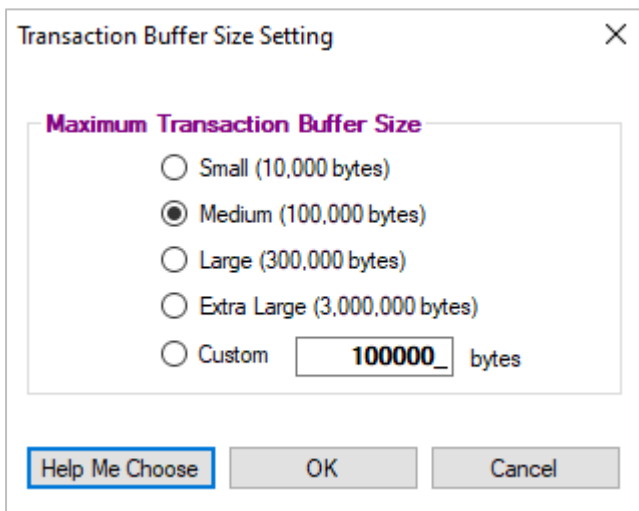 Transaction Buffer Size Setting
Maximum Transaction Buffer Size
Small (10,000 bytes)
Medium (100,000 bytes)
Large (300,000 bytes)
Extra Large (3,000,000 bytes)
Custom 100000_ bytes
Help Me Choose OK Cancel